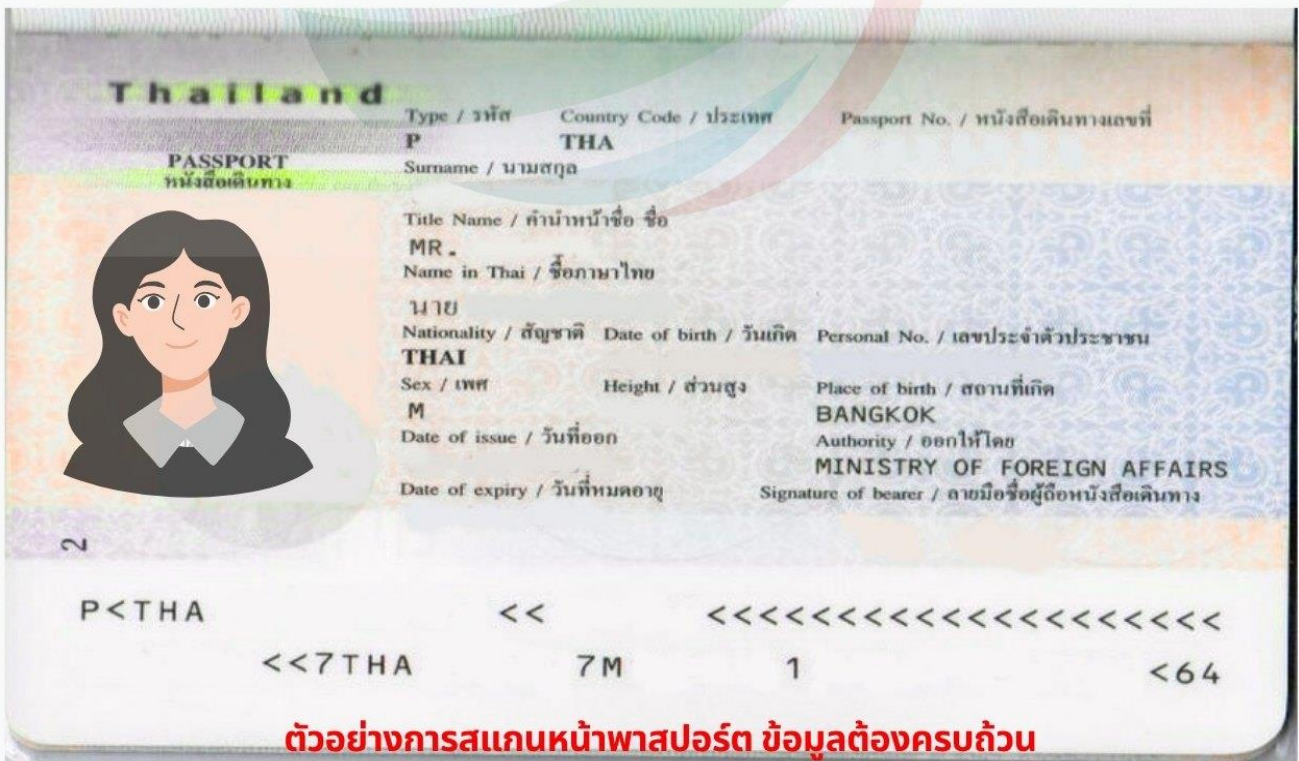 Thailand
PASSPORT
หนังสือเดินทาง
Type / รหัส Country Code / ประเทศ Passport No. / หนังสือเดินทางเลขที่
P THA
Surname / นามสกุล
Title Name / คำนำหน้าชื่อ ชื่อ
MR.
Name in Thai / ชื่อภาษาไทย
นาย
Nationality / สัญชาติ Date of birth / วันเกิด Personal No. / เลขประจำตัวประชาชน
THAI
Sex / เพศ Height / ส่วนสูง Place of birth / สถานที่เกิด
M BANGKOK
Date of issue / วันที่ออก Authority / ออกให้โดย
MINISTRY OF FOREIGN AFFAIRS
Date of expiry / วันที่หมดอายุ Signature of bearer / ลายมือชื่อผู้ถือหนังสือเดินทาง
2
P<THA << <<<<<<<<<<<<<<<<<<<<<
<<7THA 7M 1 <64
ตัวอย่างการสแกนหน้าพาสปอร์ต ข้อมูลต้องครบถ้วน